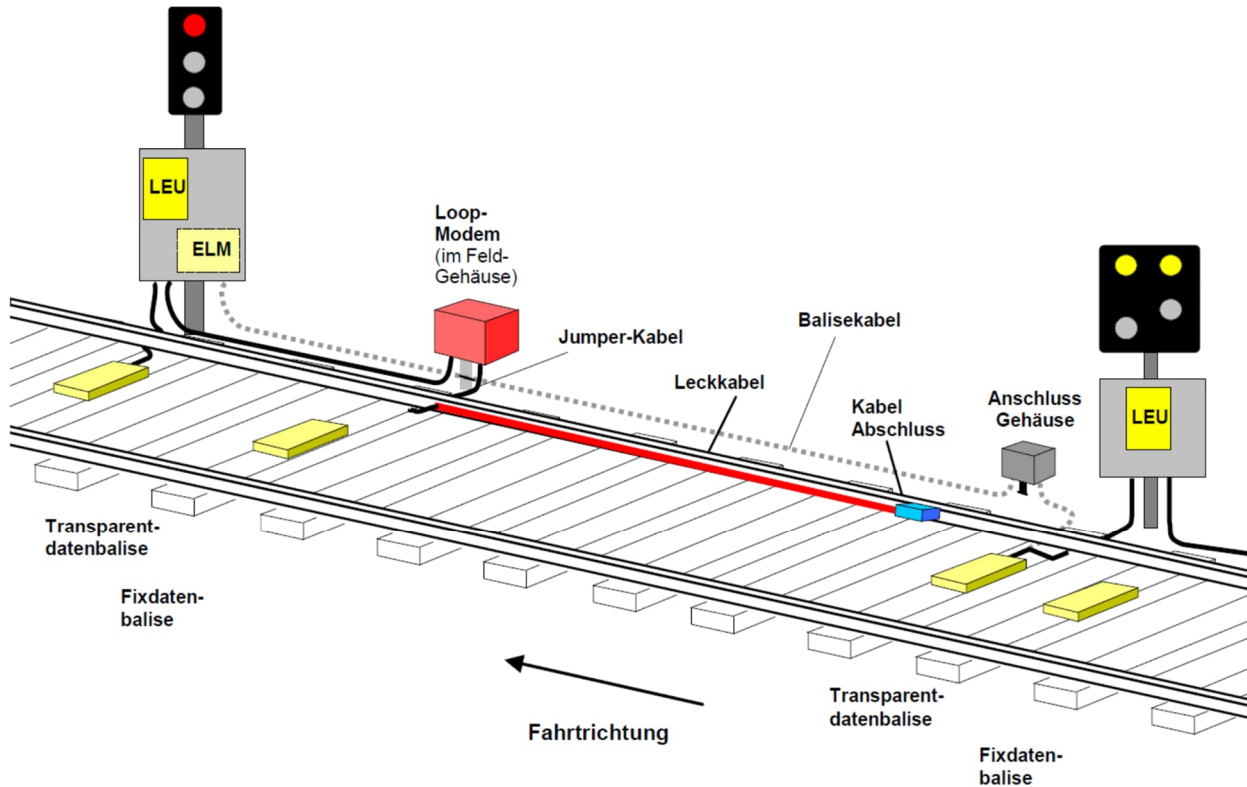 LEU
ELM
Loop-
Modem
(im Feld-
Gehäuse)
Jumper-Kabel
Balisekabel
Leckkabel
Kabel
Abschluss
Anschluss
Gehäuse
LEU
Transparent-
datenbalise
Fixdaten-
balise
Fahrtrichtung
Transparent-
datenbalise
Fixdaten-
balise